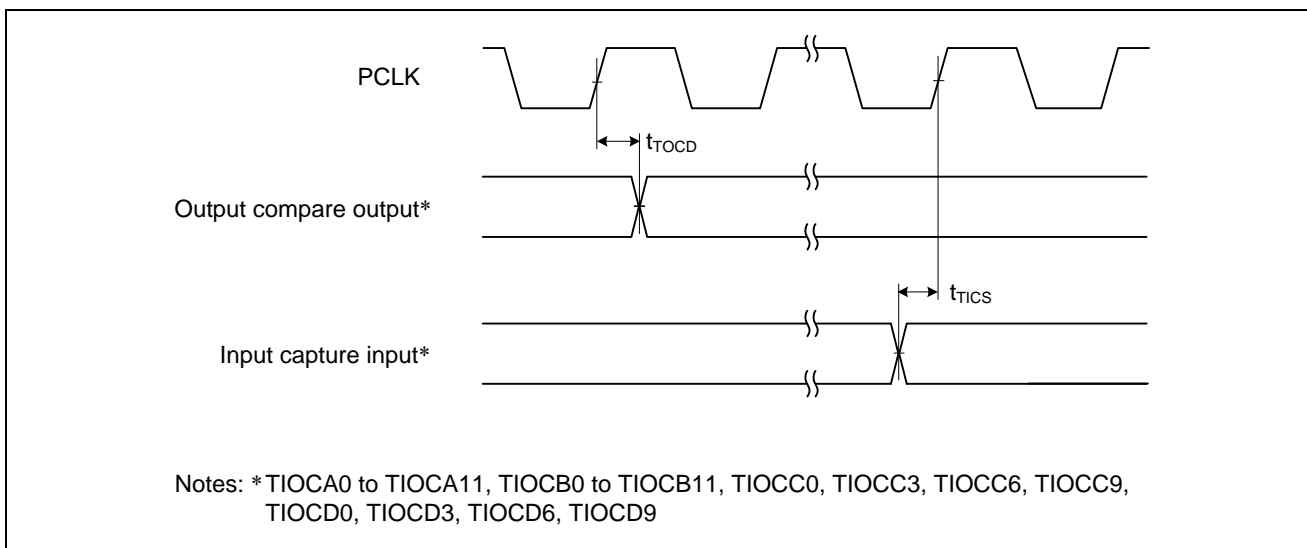 PCLK
tTOCD
Output compare output*
tTICS
Input capture input*
Notes: * TIOCA0 to TIOCA11, TIOCB0 to TIOCB11, TIOCC0, TIOCC3, TIOCC6, TIOCC9,
TIOCD0, TIOCD3, TIOCD6, TIOCD9